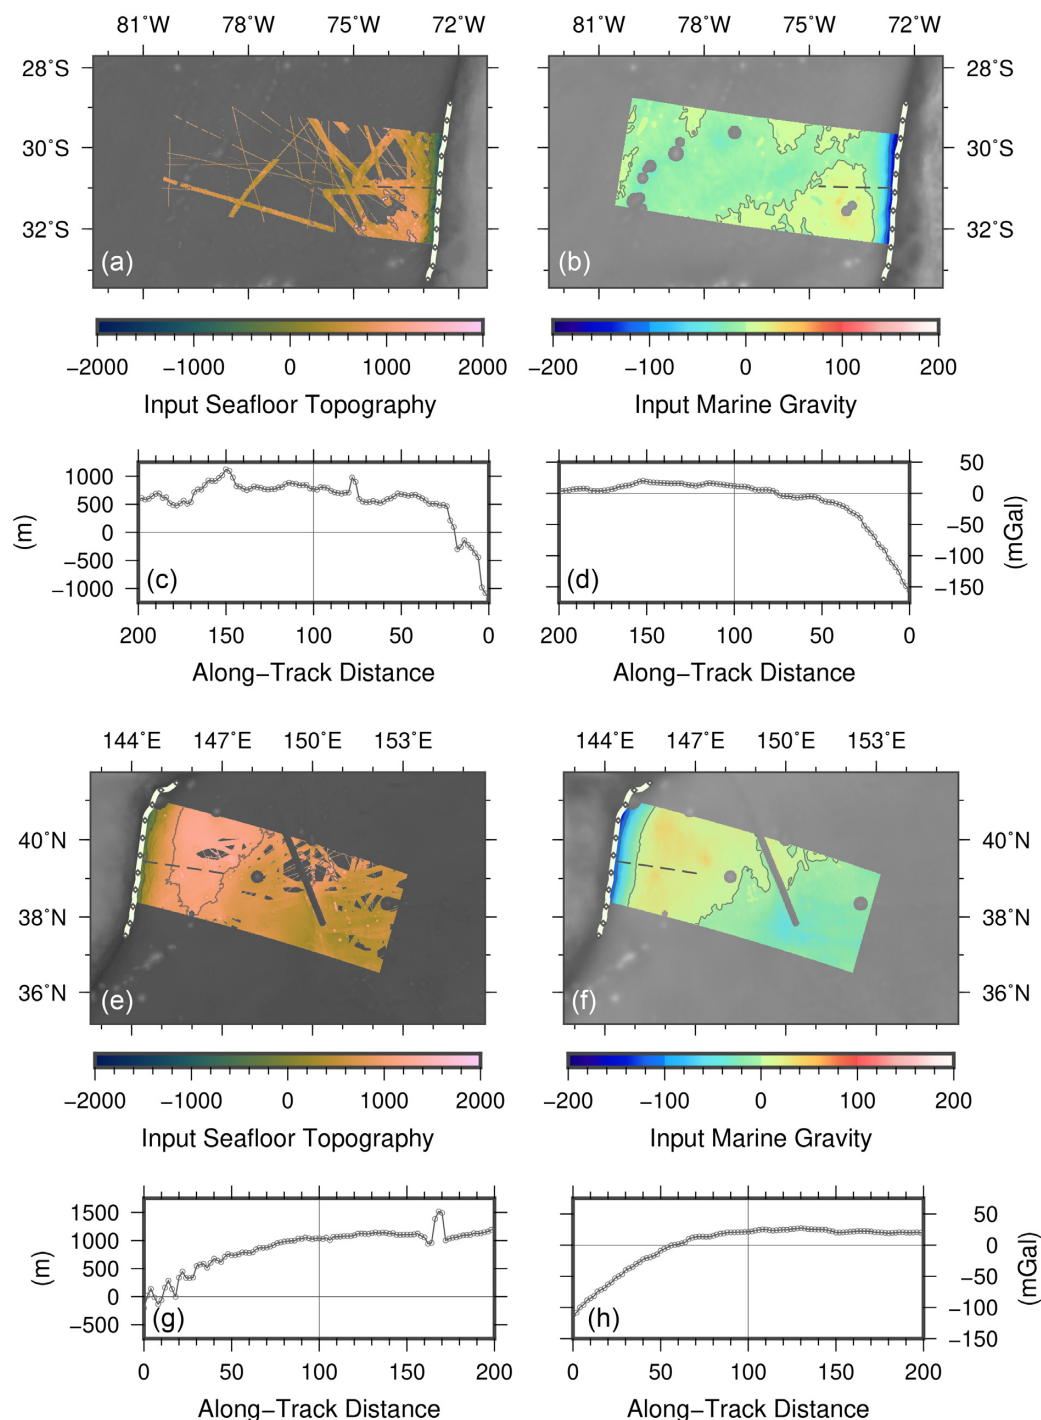 81˚W 78˚W 75˚W 72˚W 81˚W 78˚W 75˚W 72˚W
28˚S 28˚S
30˚S 30˚S
32˚S 32˚S
(a) (b)
−2000 −1000 0 1000 2000 −200 −100 0 100 200
Input Seafloor Topography Input Marine Gravity
1000 50
500 0
0 −50
−500 −100
−1000 −150
(m) (mGal)
(c) (d)
200 150 100 50 0 200 150 100 50 0
Along−Track Distance Along−Track Distance
144˚E 147˚E 150˚E 153˚E 144˚E 147˚E 150˚E 153˚E
40˚N 40˚N
38˚N 38˚N
36˚N 36˚N
(e) (f)
−2000 −1000 0 1000 2000 −200 −100 0 100 200
Input Seafloor Topography Input Marine Gravity
1500 50
1000 0
500 −50
0 −100
−500 −150
(m) (mGal)
(g) (h)
0 50 100 150 200 0 50 100 150 200
Along−Track Distance Along−Track Distance